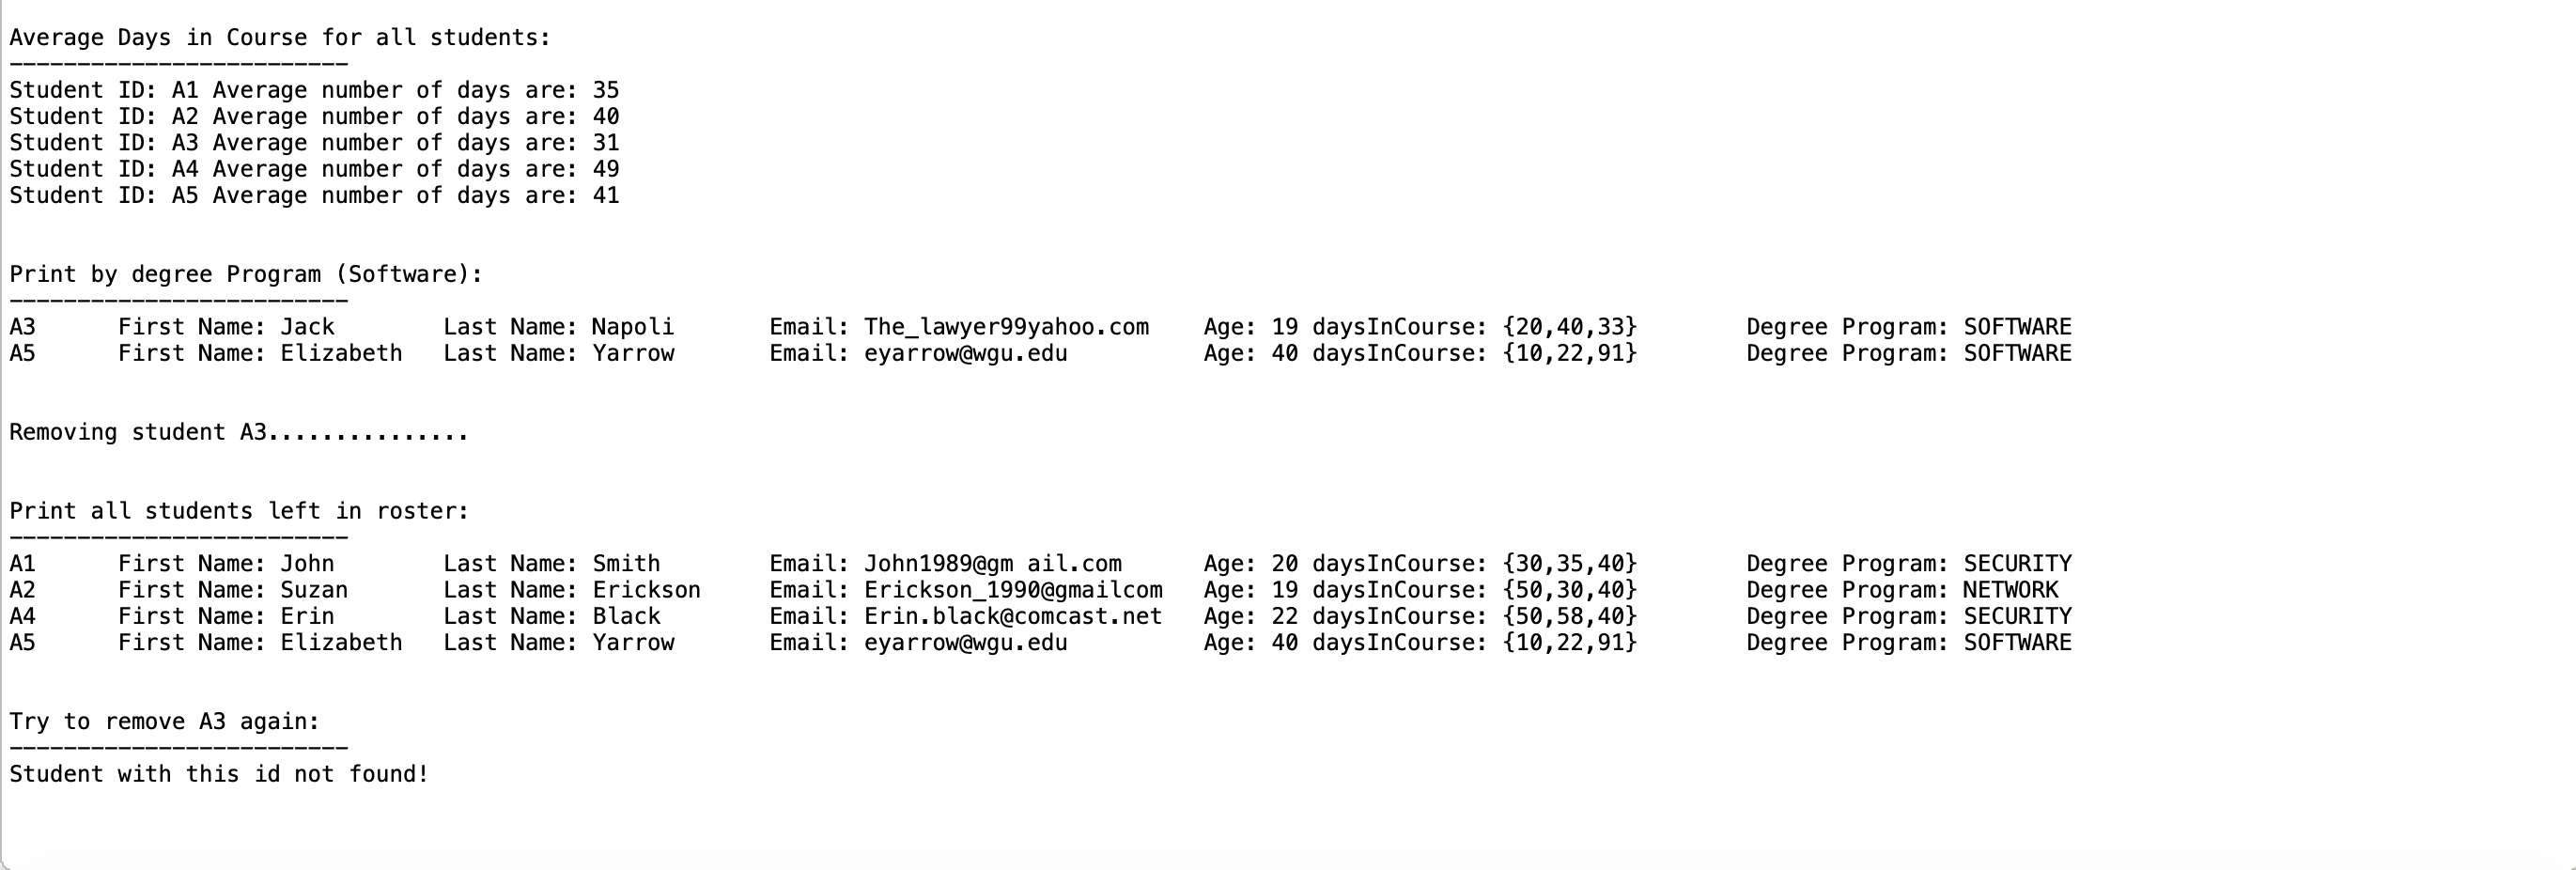 Average Days in Course for all students:
-------------------------
Student ID: A1 Average number of days are: 35
Student ID: A2 Average number of days are: 40
Student ID: A3 Average number of days are: 31
Student ID: A4 Average number of days are: 49
Student ID: A5 Average number of days are: 41
Print by degree Program (Software):
-------------------------
A3 First Name: Jack Last Name: Napoli Email: The_lawyer99yahoo.com Age: 19 daysInCourse: {20,40,33} Degree Program: SOFTWARE
A5 First Name: Elizabeth Last Name: Yarrow Email: eyarrow@wgu.edu Age: 40 daysInCourse: {10,22,91} Degree Program: SOFTWARE
Removing student A3...............
Print all students left in roster:
-------------------------
A1 First Name: John Last Name: Smith Email: John1989@gm ail.com Age: 20 daysInCourse: {30,35,40} Degree Program: SECURITY
A2 First Name: Suzan Last Name: Erickson Email: Erickson_1990@gmailcom Age: 19 daysInCourse: {50,30,40} Degree Program: NETWORK
A4 First Name: Erin Last Name: Black Email: Erin.black@comcast.net Age: 22 daysInCourse: {50,58,40} Degree Program: SECURITY
A5 First Name: Elizabeth Last Name: Yarrow Email: eyarrow@wgu.edu Age: 40 daysInCourse: {10,22,91} Degree Program: SOFTWARE
Try to remove A3 again:
-------------------------
Student with this id not found!